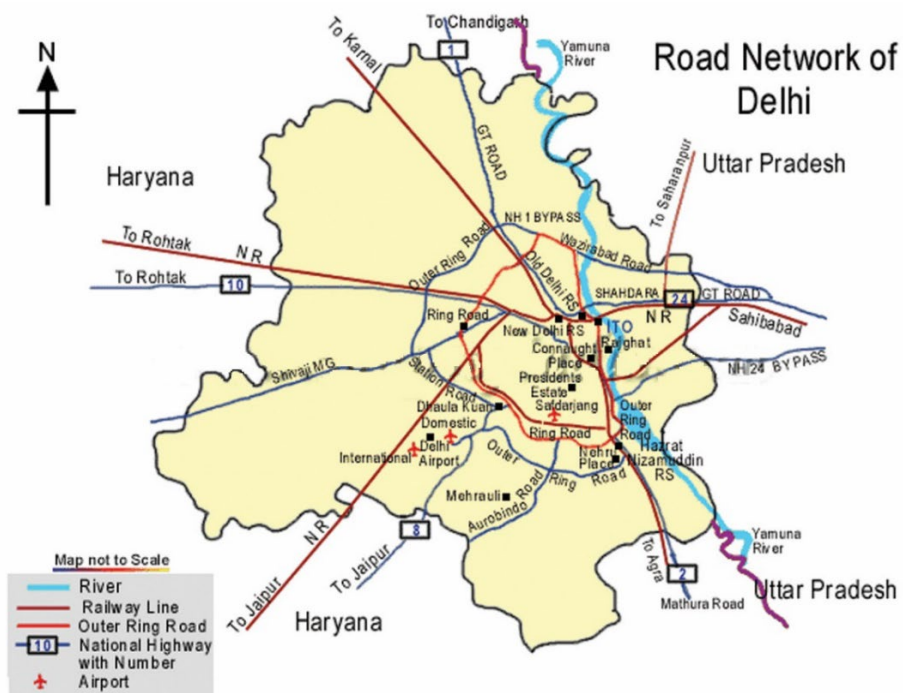 To Chandigarh
To Karnal
1
Yamuna
River
Road Network of
Delhi
N
GT ROAD
Haryana
Uttar Pradesh
To Saharanpur
NH 1 BYPASS
Wazirabad Road
Outer Ring Road
Old Delhi RS
To Rohtak
N R
To Rohtak
10
SHAHDARA
24
GT ROAD
N R
Sahibabad
Ring Road
New Delhi RS
ITO
Rajghat
Connaught
Place
NH 24 BYPASS
Shivaji MG
Station Road
Presidents
Estate
Safdarjang
Dhaula Kuan
Domestic
Delhi
Airport
International
Ring Road
Outer
Ring
Road
Hazrat
Nizamuddin
RS
Nehru
Place
Outer
Ring
Road
Mehrauli
Aurobindo Road
N R
8
To Jaipur
To Jaipur
Haryana
To Agra
2
Mathura Road
Yamuna
River
Uttar Pradesh
Map not to Scale
River
Railway Line
Outer Ring Road
10
National Highway
with Number
Airport